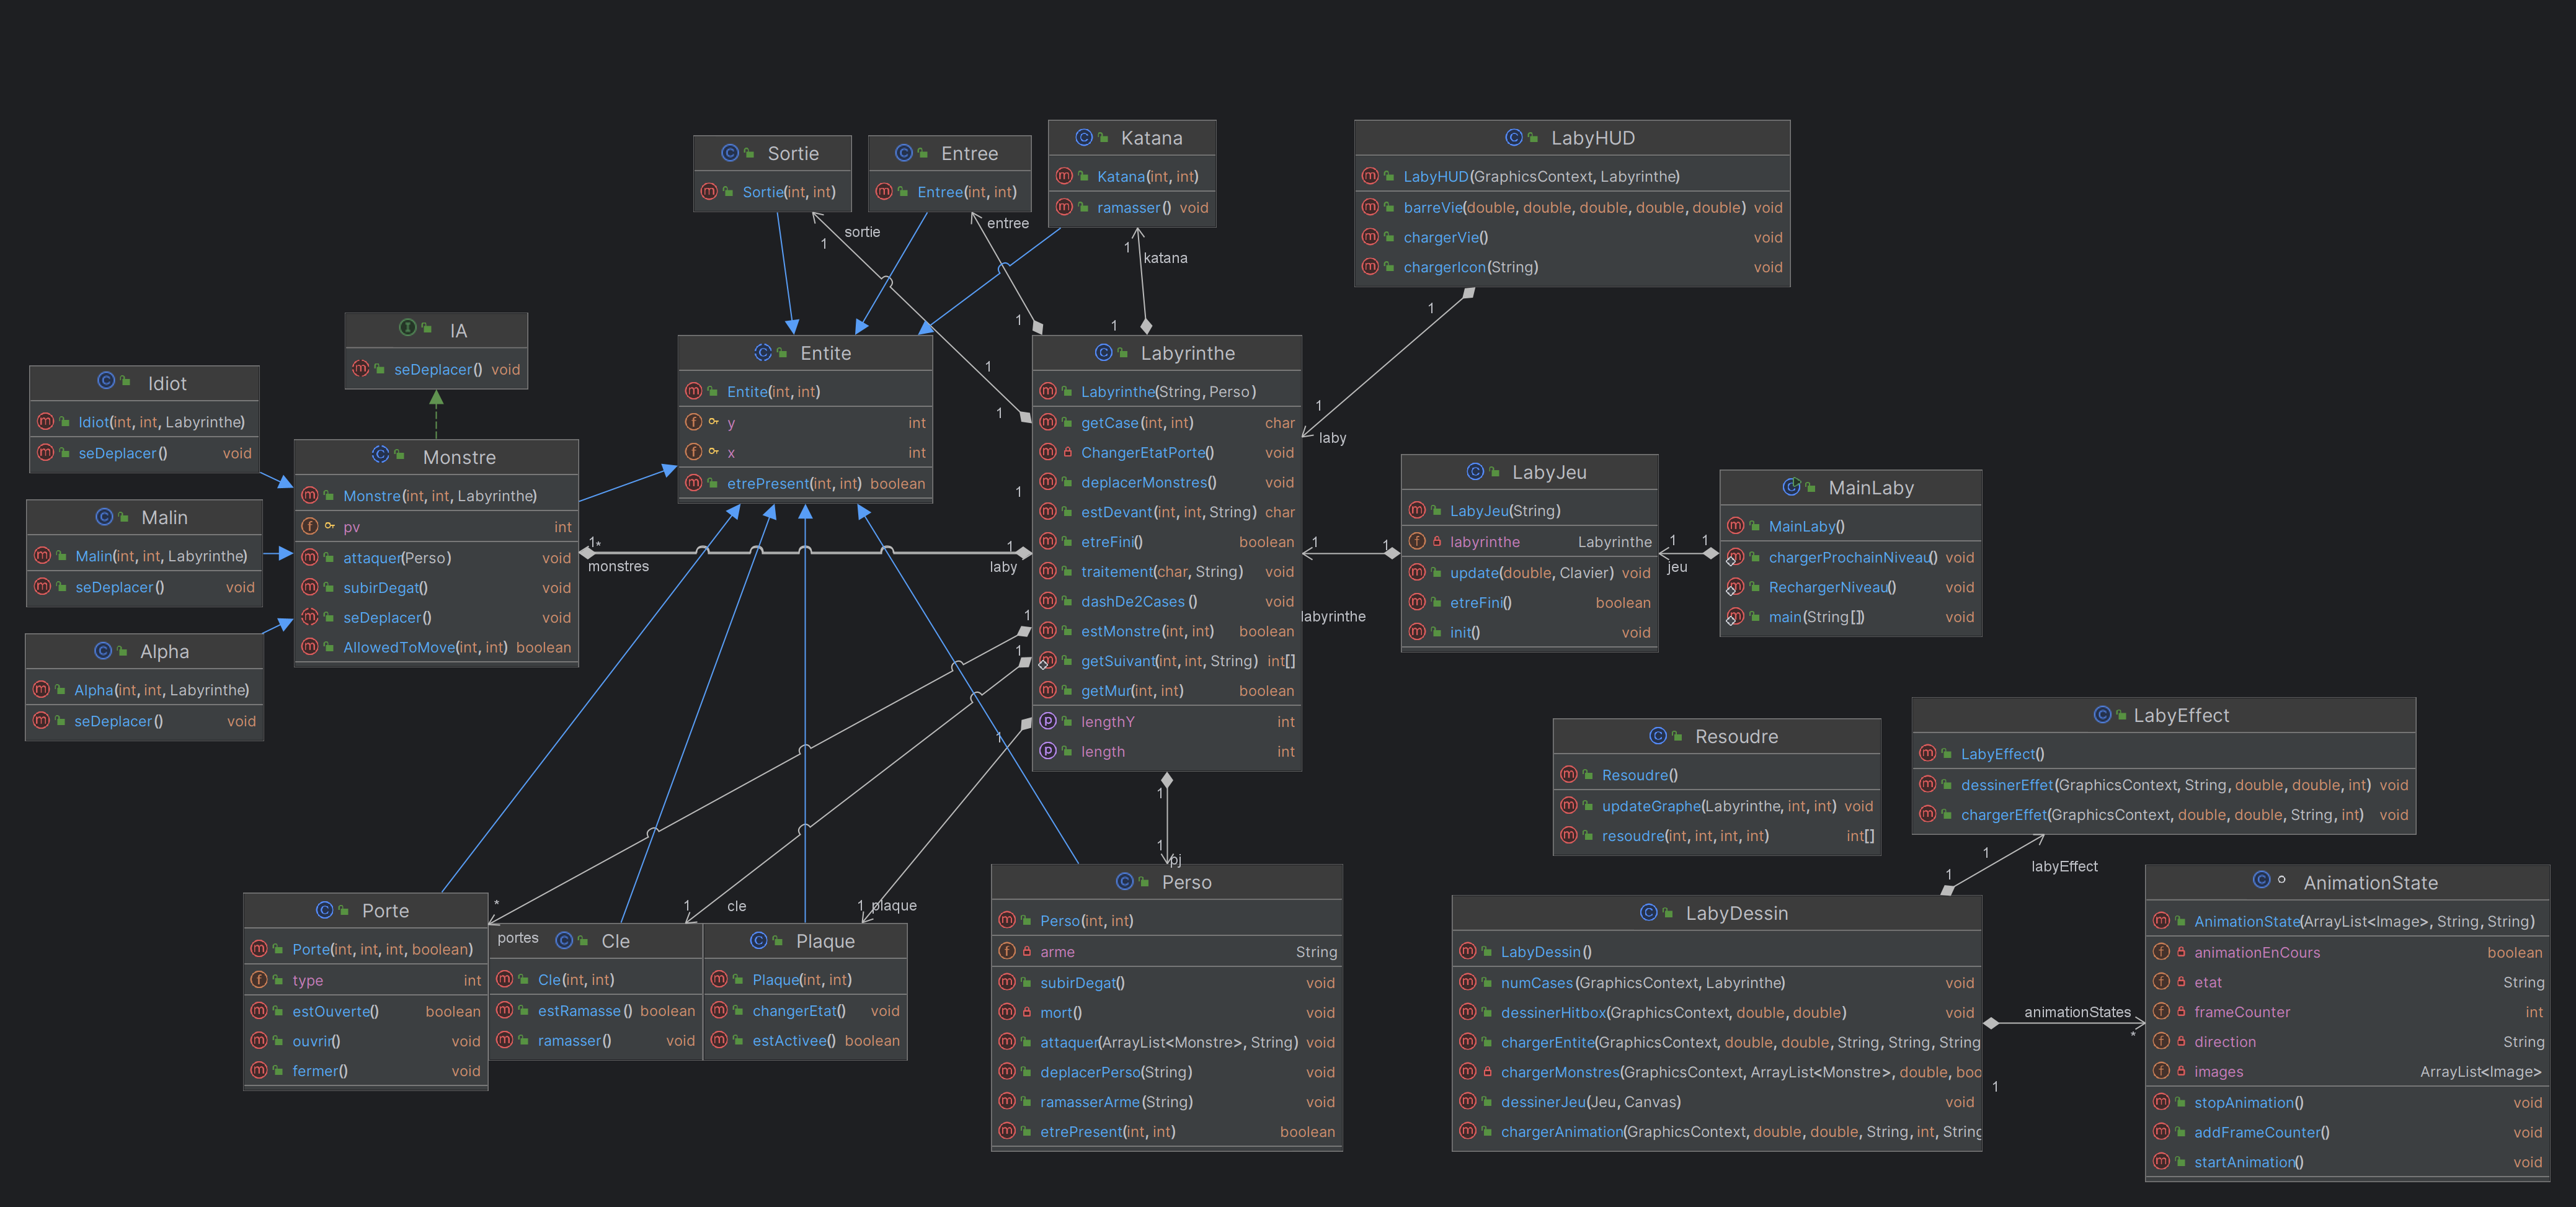 Sortie
Sortie(int, int)
Entree
Entree(int, int)
Katana
Katana(int, int)
ramasser() void
LabyHUD
LabyHUD(GraphicsContext, Labyrinthe)
barreVie(double, double, double, double, double) void
chargerVie() void
chargerIcon(String) void
sortie
1
entree
1
katana
1
1
1
1
1
1
1
laby
IA
seDeplacer() void
Idiot
Idiot(int, int, Labyrinthe)
seDeplacer() void
Malin
Malin(int, int, Labyrinthe)
seDeplacer() void
Alpha
Alpha(int, int, Labyrinthe)
seDeplacer() void
Monstre
Monstre(int, int, Labyrinthe)
pv int
attaquer(Perso) void
subirDegat() void
seDeplacer() void
AllowedToMove(int, int) boolean
Entite
Entite(int, int)
y int
x int
etrePresent(int, int) boolean
1*
monstres
1
1
laby
Labyrinthe
Labyrinthe(String, Perso)
getCase(int, int) char
ChangerEtatPorte() void
deplacerMonstres() void
estDevant(int, int, String) char
etreFini() boolean
traitement(char, String) void
dashDe2Cases() void
estMonstre(int, int) boolean
getSuivant(int, int, String) int[]
getMur(int, int) boolean
lengthY int
length int
1
1
labyrinthe
LabyJeu
LabyJeu(String)
labyrinthe Labyrinthe
update(double, Clavier) void
etreFini() boolean
init() void
1
1
jeu
MainLaby
MainLaby()
chargerProchainNiveau() void
RechargerNiveau() void
main(String[]) void
1
1
1
1
1
pj
*
portes
1
cle
1
plaque
Porte
Porte(int, int, int, boolean)
type int
estOuverte() boolean
ouvrir() void
fermer() void
Cle
Cle(int, int)
estRamasse() boolean
ramasser() void
Plaque
Plaque(int, int)
changerEtat() void
estActivee() boolean
Perso
Perso(int, int)
arme String
subirDegat() void
mort() void
attaquer(ArrayList<Monstre>, String) void
deplacerPerso(String) void
ramasserArme(String) void
etrePresent(int, int) boolean
Resoudre
Resoudre()
updateGraphe(Labyrinthe, int, int) void
resoudre(int, int, int, int) int[]
LabyEffect
LabyEffect()
dessinerEffet(GraphicsContext, String, double, double, int) void
chargerEffet(GraphicsContext, double, double, String, int) void
1
1
labyEffect
LabyDessin
LabyDessin()
numCases(GraphicsContext, Labyrinthe) void
dessinerHitbox(GraphicsContext, double, double) void
chargerEntite(GraphicsContext, double, double, String, String, String
chargerMonstres(GraphicsContext, ArrayList<Monstre>, double, boo
dessinerJeu(Jeu, Canvas) void
chargerAnimation(GraphicsContext, double, double, String, int, String
animationStates
*
1
AnimationState
AnimationState(ArrayList<Image>, String, String)
animationEnCours boolean
etat String
frameCounter int
direction String
images ArrayList<Image>
stopAnimation() void
addFrameCounter() void
startAnimation() void